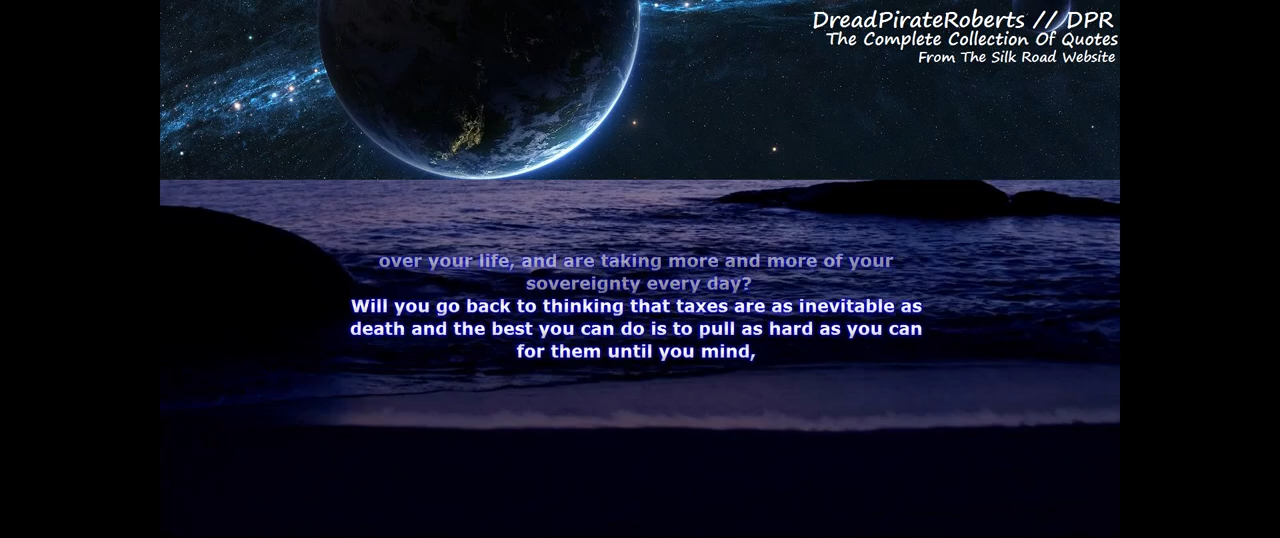 DreadPirateRoberts // DPR
The Complete Collection Of Quotes
From The Silk Road Website
over your life, and are taking more and more of your
sovereignty every day?
Will you go back to thinking that taxes are as inevitable as
death and the best you can do is to pull as hard as you can
for them until you mind,